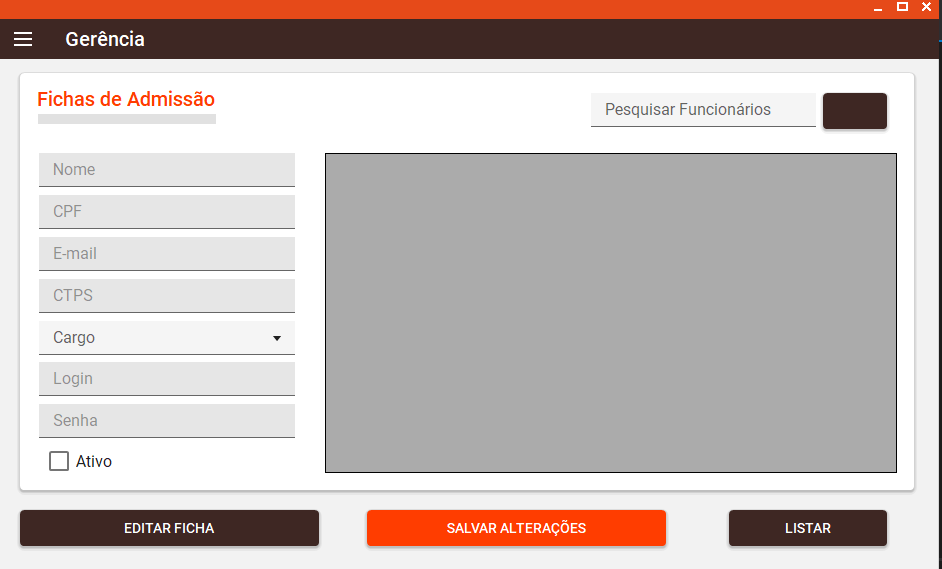 Gerência
Fichas de Admissão
Pesquisar Funcionários
Nome
CPF
E-mail
CTPS
Cargo
Login
Senha
Ativo
EDITAR FICHA
SALVAR ALTERAÇÕES
LISTAR